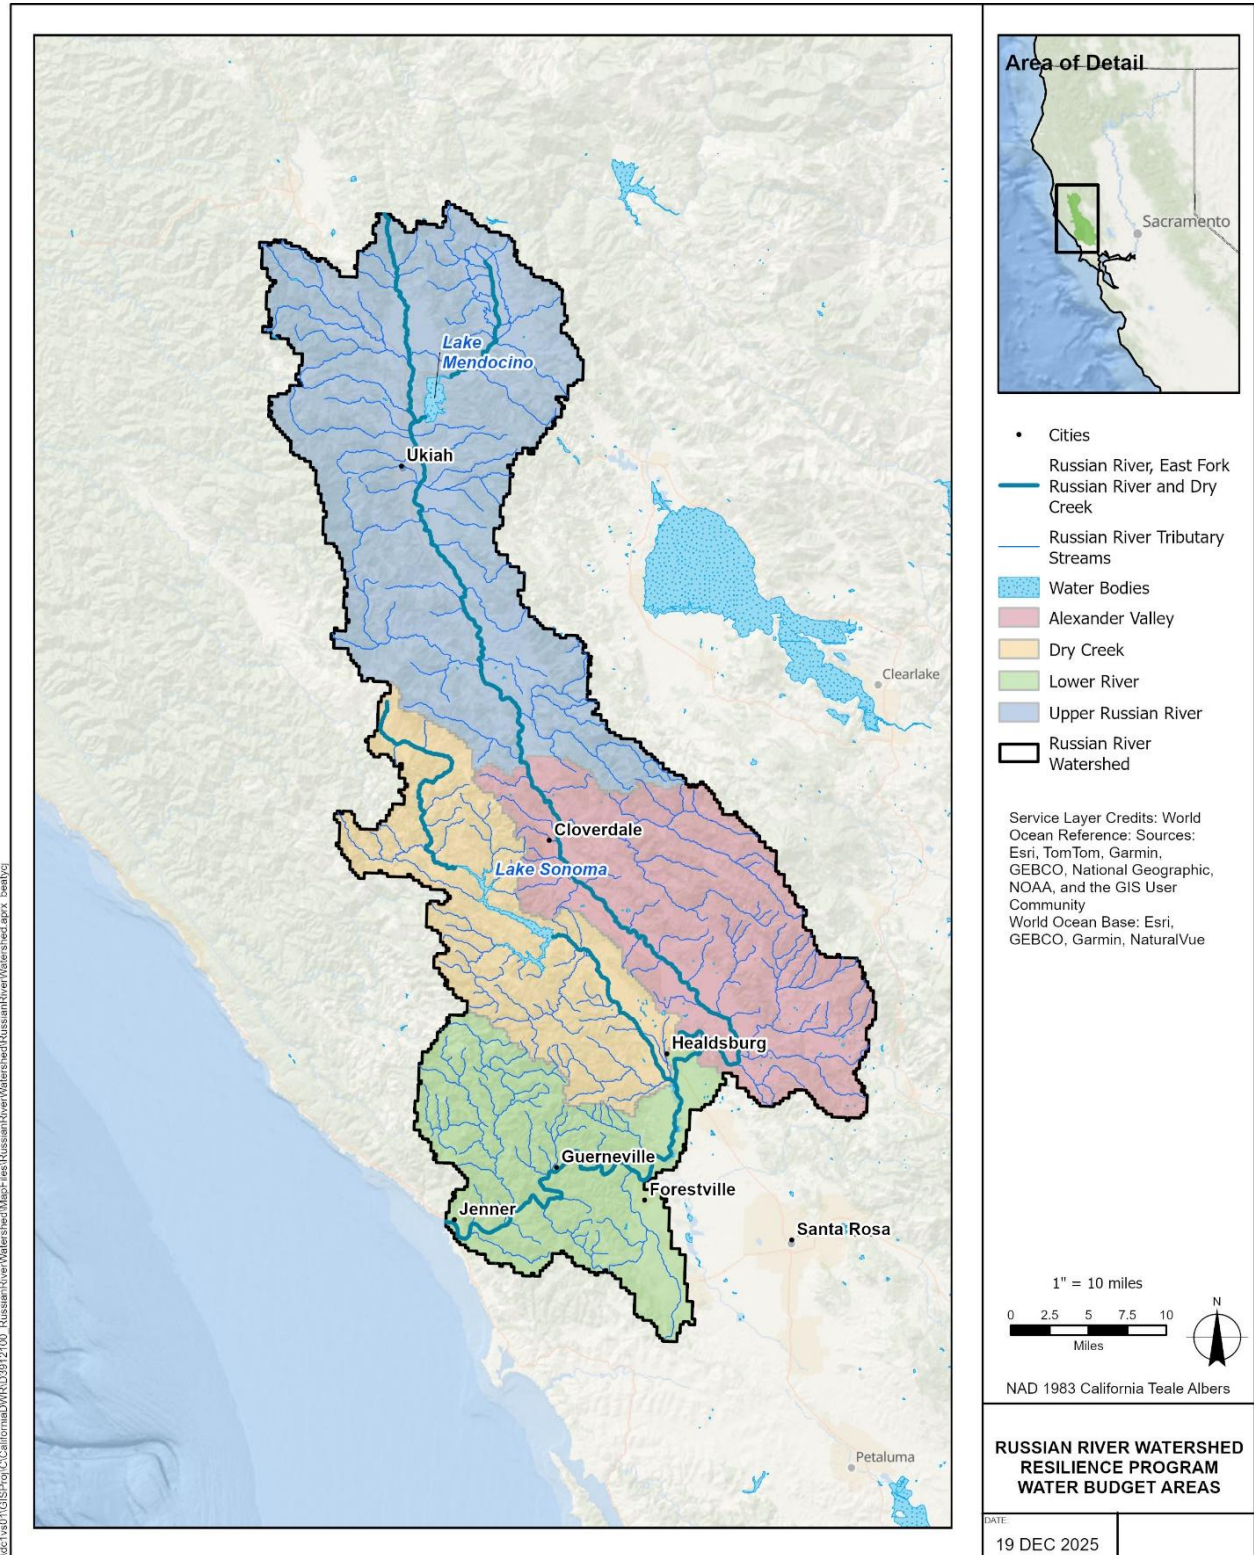 Area of Detail
Sacramento
Lake
Mendocino
Ukiah
Clearlake
Cloverdale
Lake Sonoma
Healdsburg
Guerneville
Forestville
Jenner
Santa Rosa
Petaluma
Cities
Russian River, East Fork
Russian River and Dry
Creek
Russian River Tributary
Streams
Water Bodies
Alexander Valley
Dry Creek
Lower River
Upper Russian River
Russian River
Watershed
Service Layer Credits: World
Ocean Reference: Sources:
Esri, TomTom, Garmin,
GEBCO, National Geographic,
NOAA, and the GIS User
Community
World Ocean Base: Esri,
GEBCO, Garmin, NaturalVue
1" = 10 miles
0 2.5 5 7.5 10
Miles
N
NAD 1983 California Teale Albers
RUSSIAN RIVER WATERSHED
RESILIENCE PROGRAM
WATER BUDGET AREAS
DATE:
19 DEC 2025